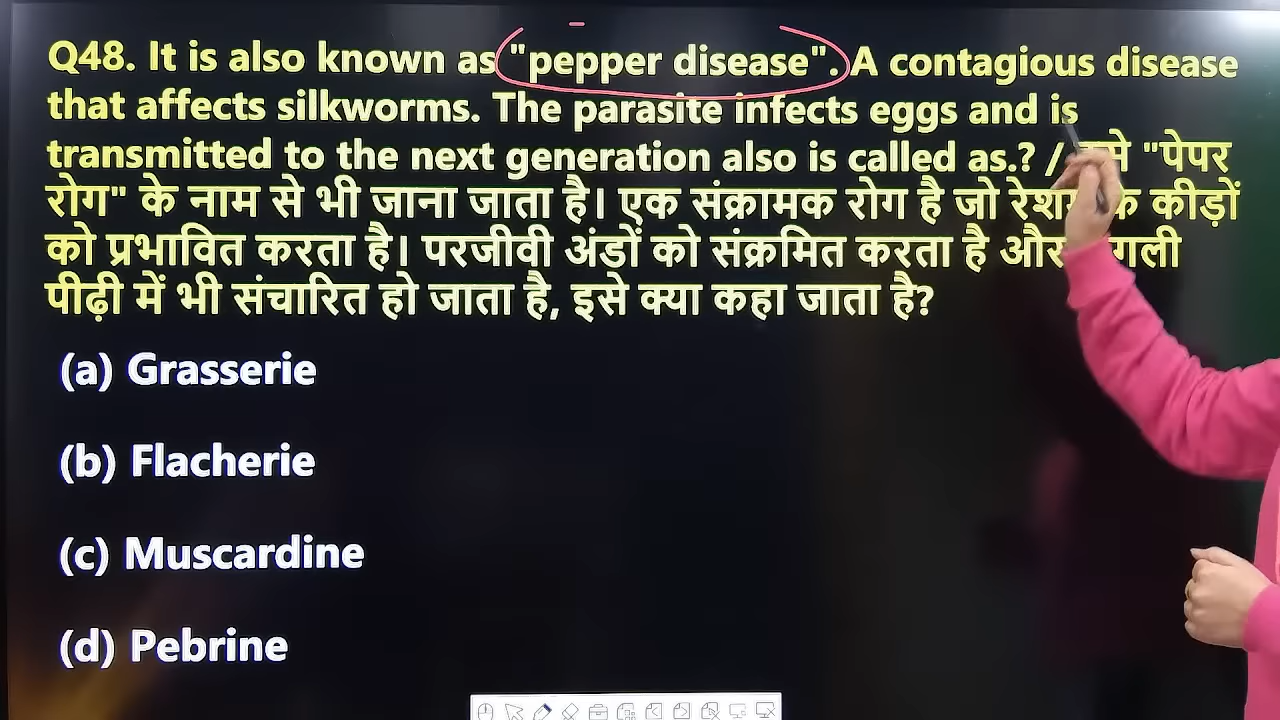 Q48. It is also known as "pepper disease". A contagious disease
that affects silkworms. The parasite infects eggs and is
transmitted to the next generation also is called as.? / "पेपर
रोग" के नाम से भी जाना जाता है। एक संक्रामक रोग है जो कीड़ों
को प्रभावित करता है। परजीवी अंडों को संक्रमित करता है और
पीढ़ी में भी संचारित हो जाता है, इसे क्या कहा जाता है?
(a) Grasserie
(b) Flacherie
(c) Muscardine
(d) Pebrine